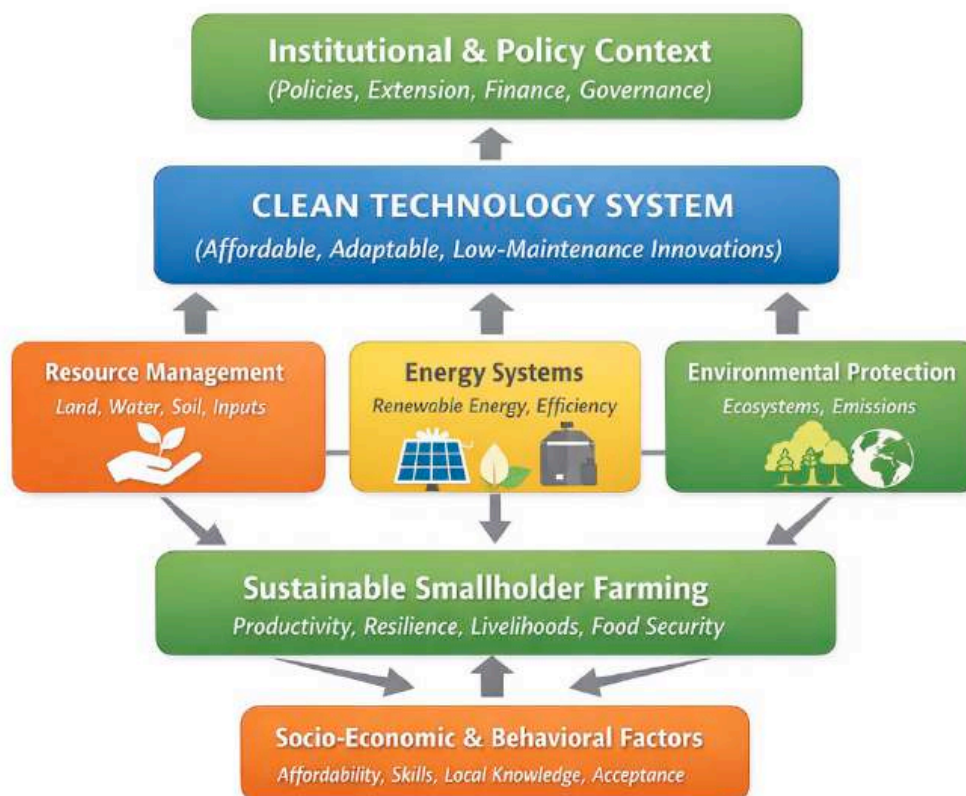 Institutional & Policy Context
(Policies, Extension, Finance, Governance)
CLEAN TECHNOLOGY SYSTEM
(Affordable, Adaptable, Low-Maintenance Innovations)
Resource Management
Land, Water, Soil, Inputs
Energy Systems
Renewable Energy, Efficiency
Environmental Protection
Ecosystems, Emissions
Sustainable Smallholder Farming
Productivity, Resilience, Livelihoods, Food Security
Socio-Economic & Behavioral Factors
Affordability, Skills, Local Knowledge, Acceptance